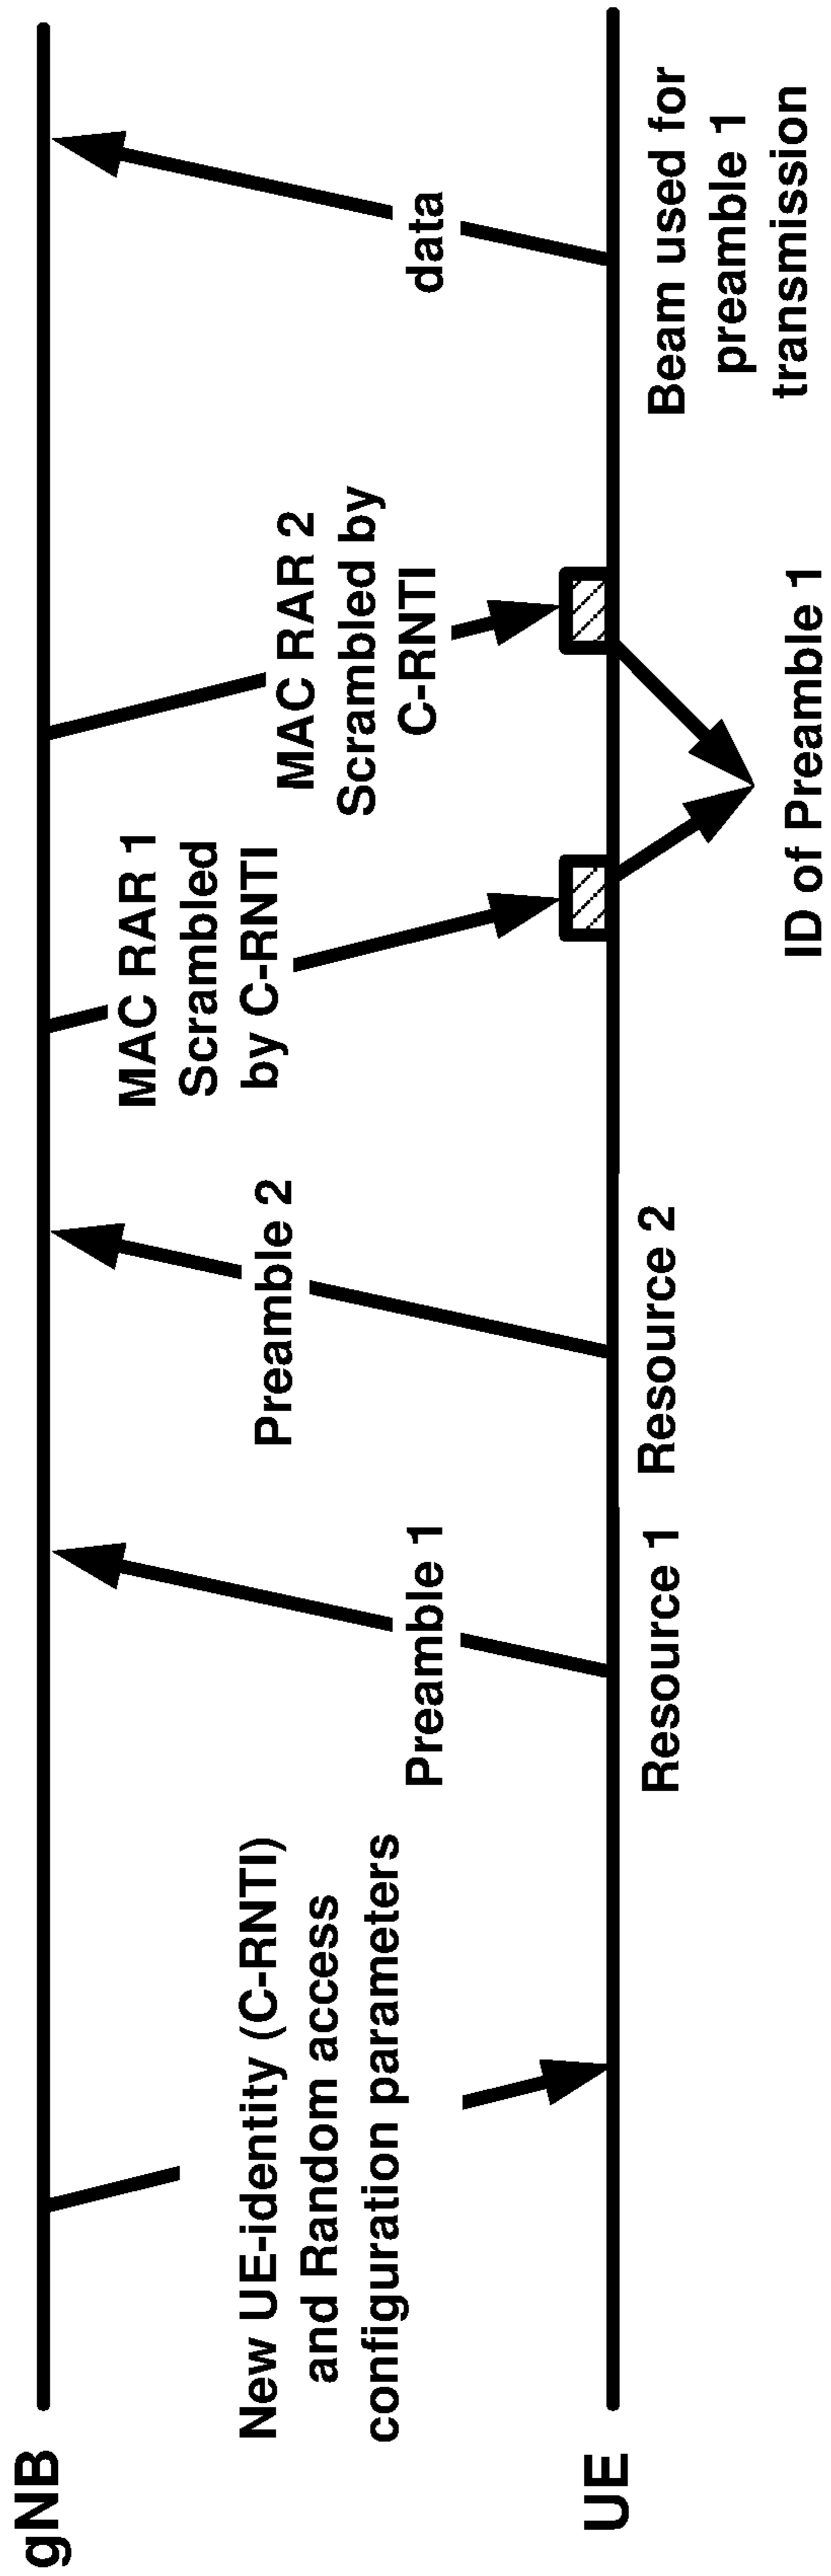 gNB
New UE-identity (C-RNTI)
and Random access
configuration parameters
Preamble 1
Preamble 2
MAC RAR 1
Scrambled
by C-RNTI
MAC RAR 2
Scrambled by
C-RNTI
data
UE
Resource 1
Resource 2
ID of Preamble 1
Beam used for
preamble 1
transmission